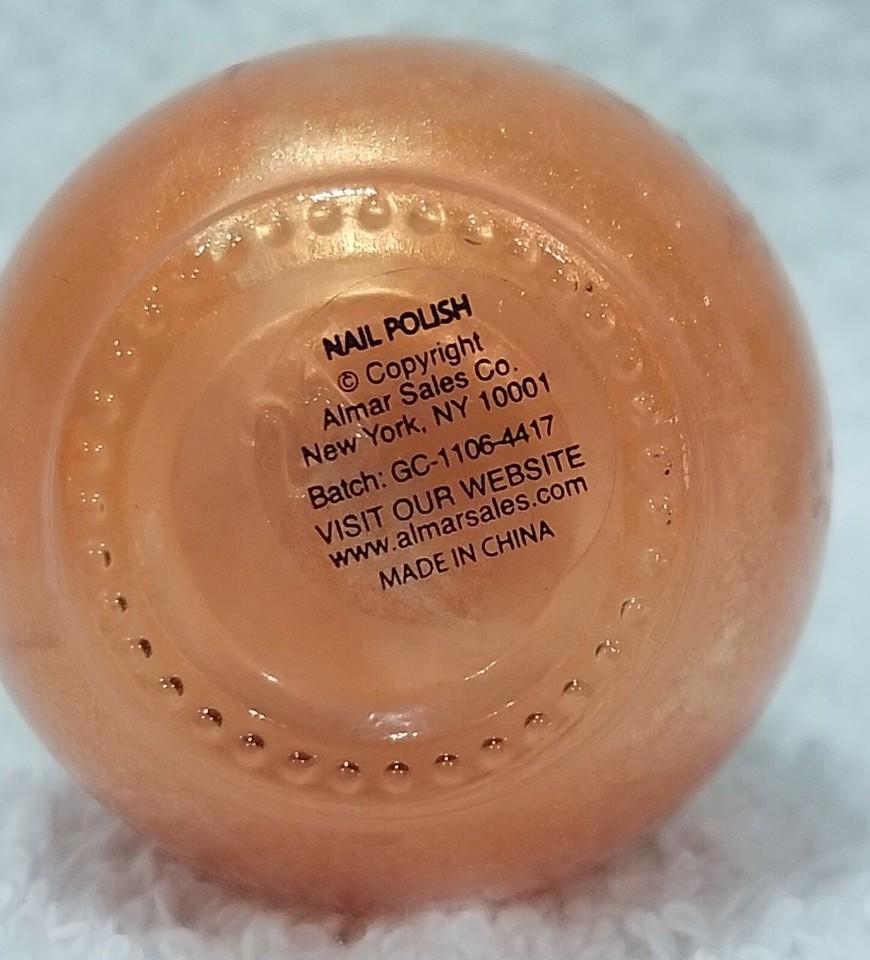 NAIL POLISH
© Copyright
Almar Sales Co.
New York, NY 10001
Batch: GC-1106-4417
VISIT OUR WEBSITE
www.almarsales.com
MADE IN CHINA